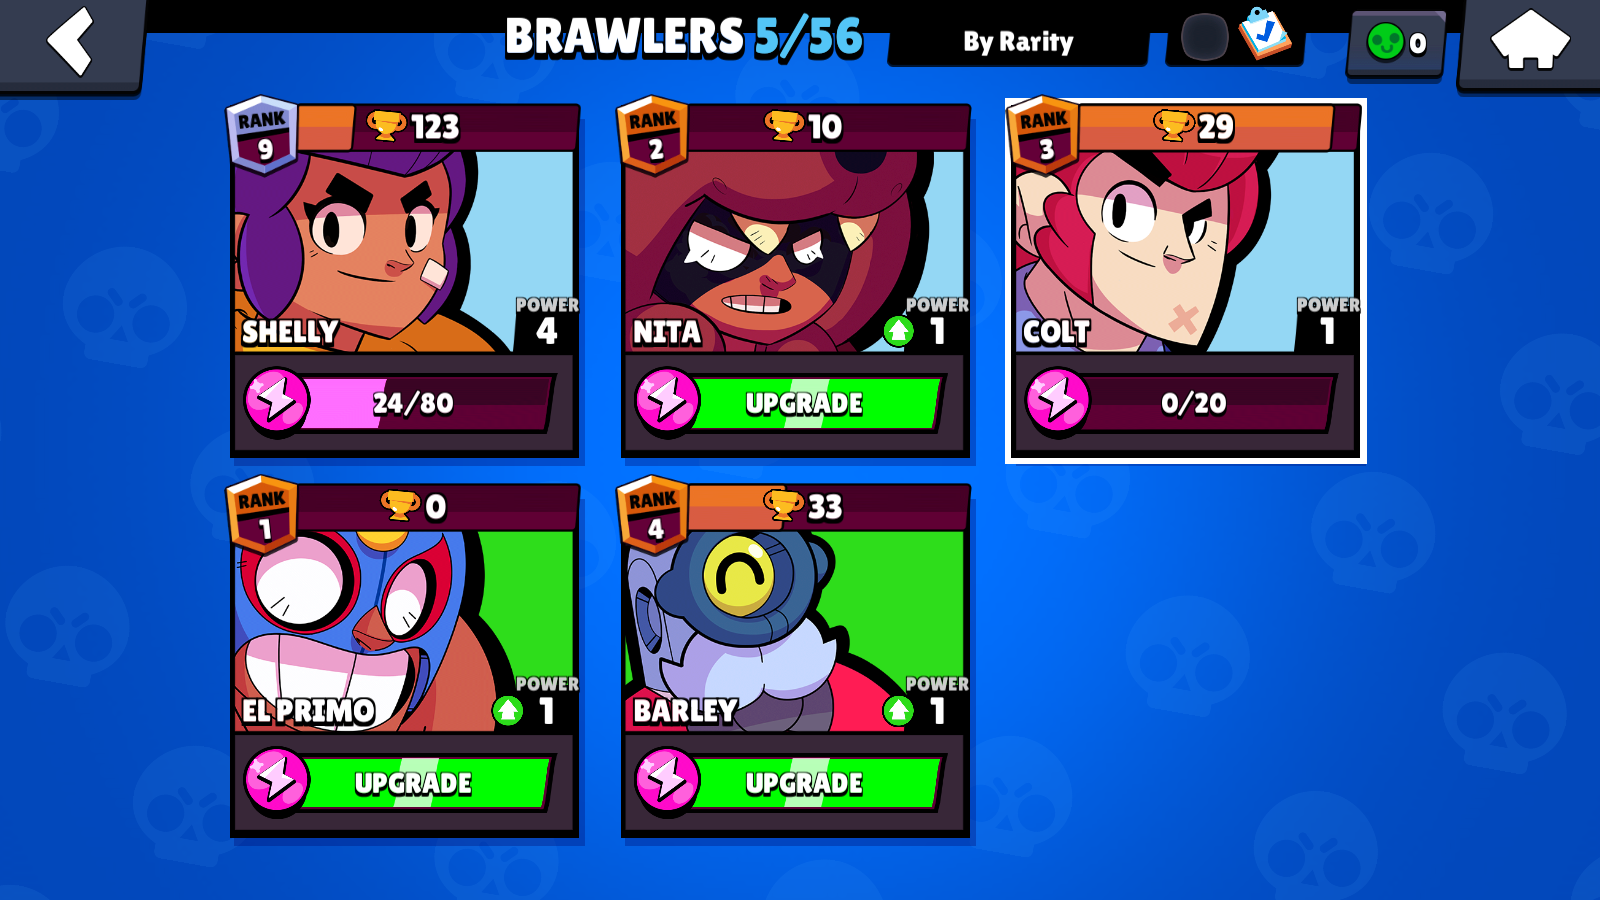 BRAWLERS 5/56
By Rarity
0
RANK
9
123
SHELLY
POWER
4
24/80
RANK
2
10
NITA
POWER
1
UPGRADE
RANK
3
29
COLT
POWER
1
0/20
RANK
1
0
EL PRIMO
POWER
1
UPGRADE
RANK
4
33
BARLEY
POWER
1
UPGRADE